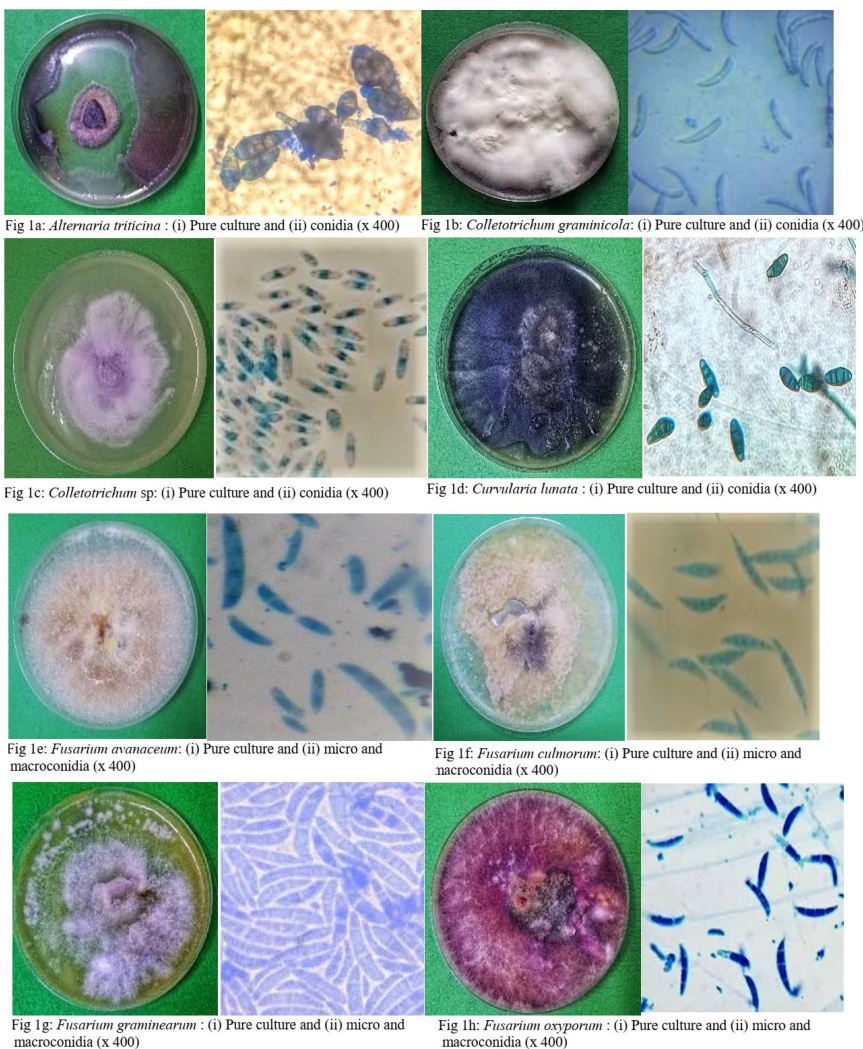 Fig 1a: Alternaria triticina : (i) Pure culture and (ii) conidia (x 400)
Fig 1b: Colletotrichum graminicola: (i) Pure culture and (ii) conidia (x 400)
Fig 1c: Colletotrichum sp: (i) Pure culture and (ii) conidia (x 400)
Fig 1d: Curvularia lunata : (i) Pure culture and (ii) conidia (x 400)
Fig 1e: Fusarium avanaceum: (i) Pure culture and (ii) micro and
macroconidia (x 400)
Fig 1f: Fusarium culmorum: (i) Pure culture and (ii) micro and
macroconidia (x 400)
Fig 1g: Fusarium graminearum : (i) Pure culture and (ii) micro and
macroconidia (x 400)
Fig 1h: Fusarium oxyporum : (i) Pure culture and (ii) micro and
macroconidia (x 400)